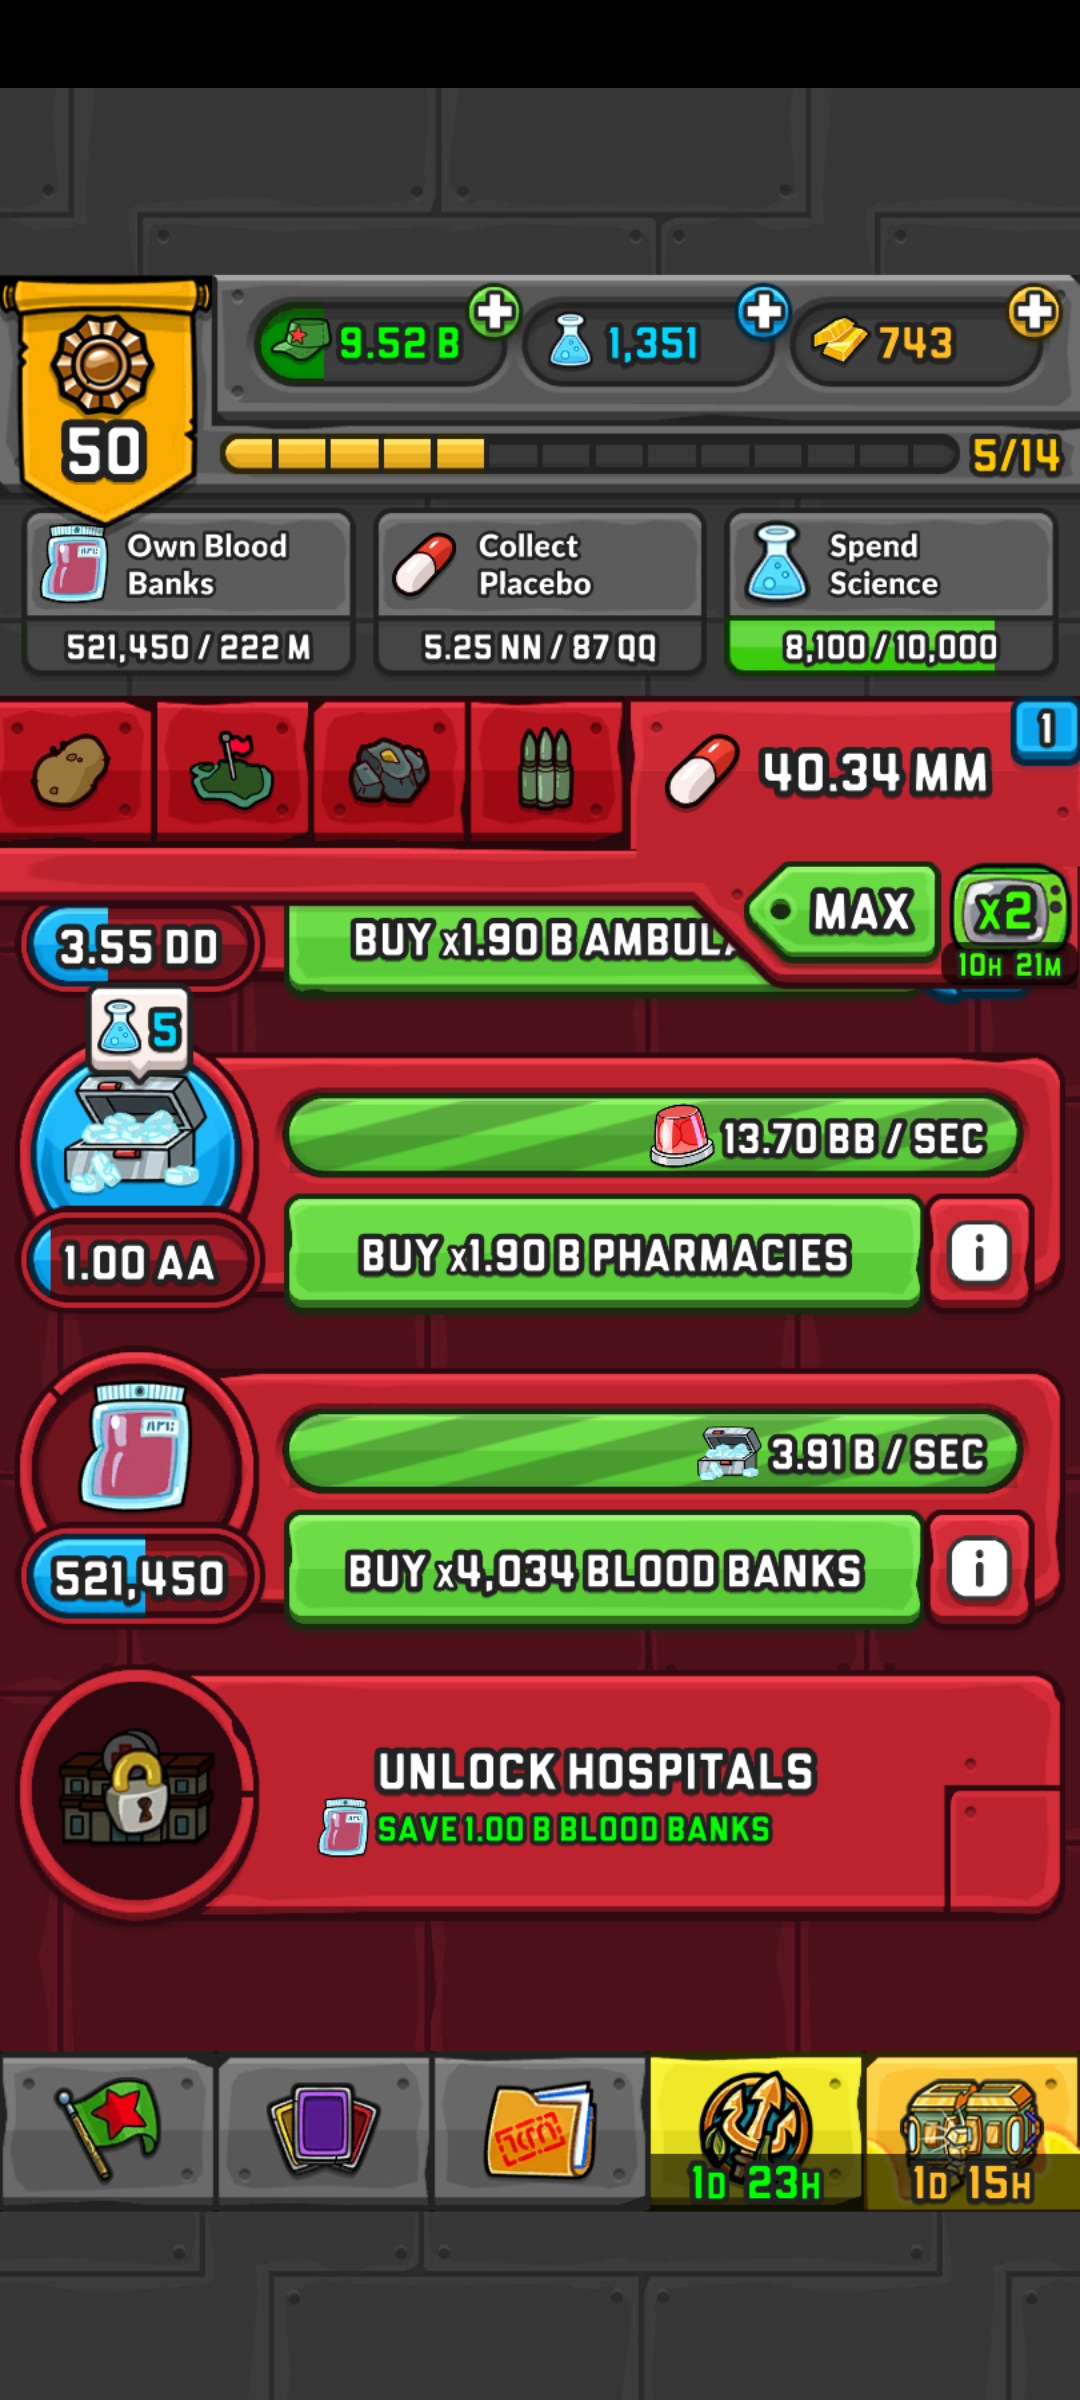 9.52 B
1,351
743
50
5/14
Own Blood
Banks
521,450 / 222 M
Collect
Placebo
5.25 NN / 87 QQ
Spend
Science
8,100 / 10,000
40.34 MM
1
MAX
x2
10H 21M
3.55 DD
BUY x1.90 B AMBUL
5
13.70 BB / SEC
1.00 AA
BUY x1.90 B PHARMACIES
i
3.91 B / SEC
521,450
BUY x4,034 BLOOD BANKS
i
UNLOCK HOSPITALS
SAVE 1.00 B BLOOD BANKS
1D 23H
1D 15H